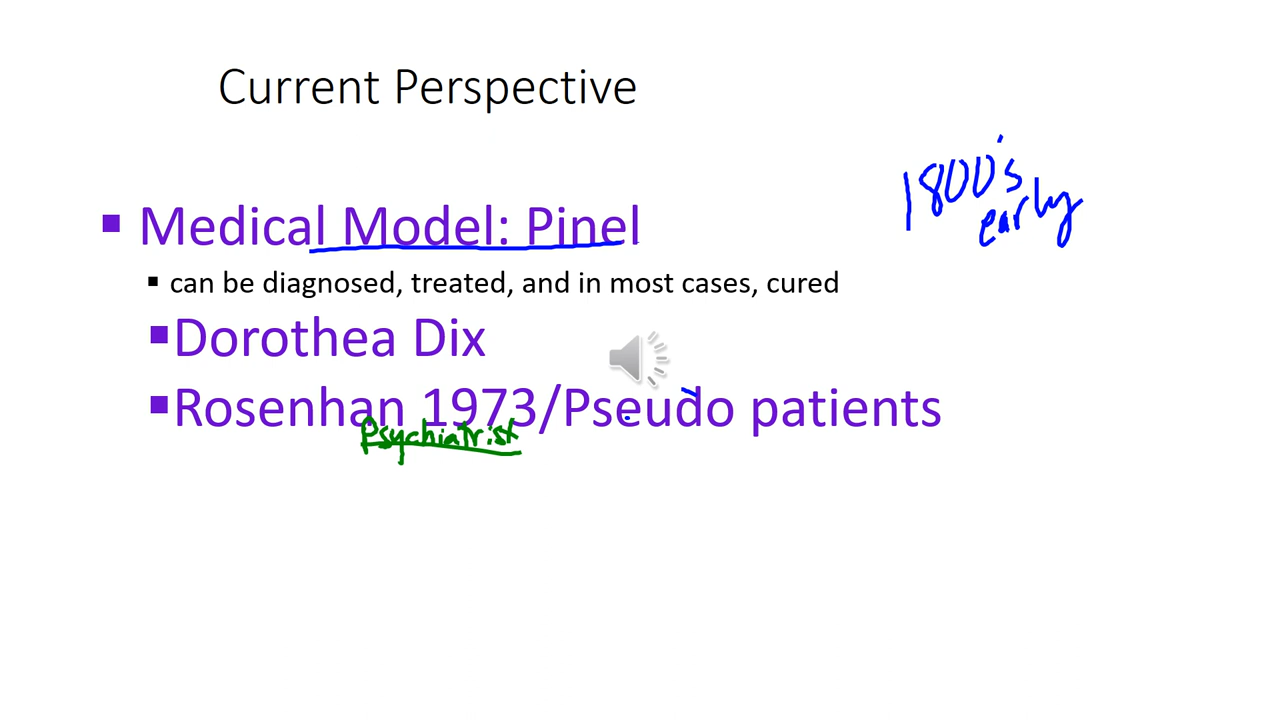 Current Perspective
1800's
early
▪ Medical Model: Pinel
▪ can be diagnosed, treated, and in most cases, cured
▪Dorothea Dix
▪Rosenhan 1973/Pseudo patients
Psychiatrist